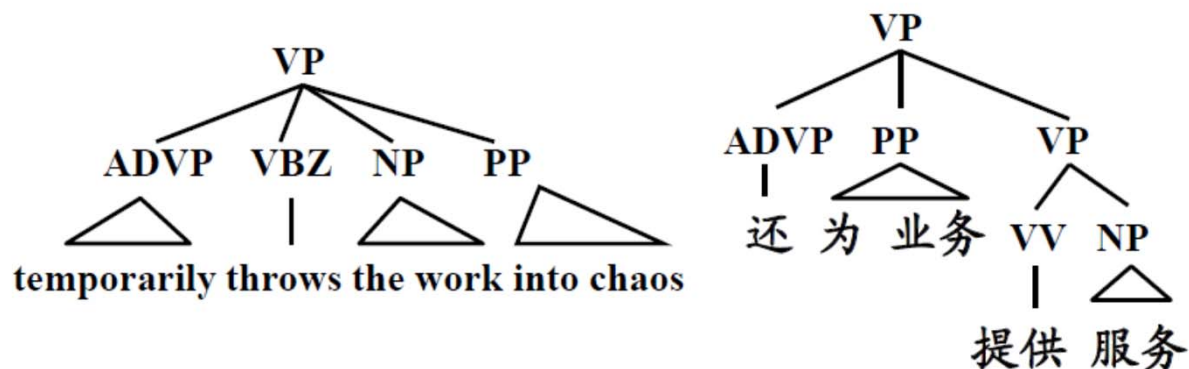 VP
ADVP VBZ NP PP
temporarily throws the work into chaos
VP
ADVP PP VP
还 为 业务 VV NP
提供 服务